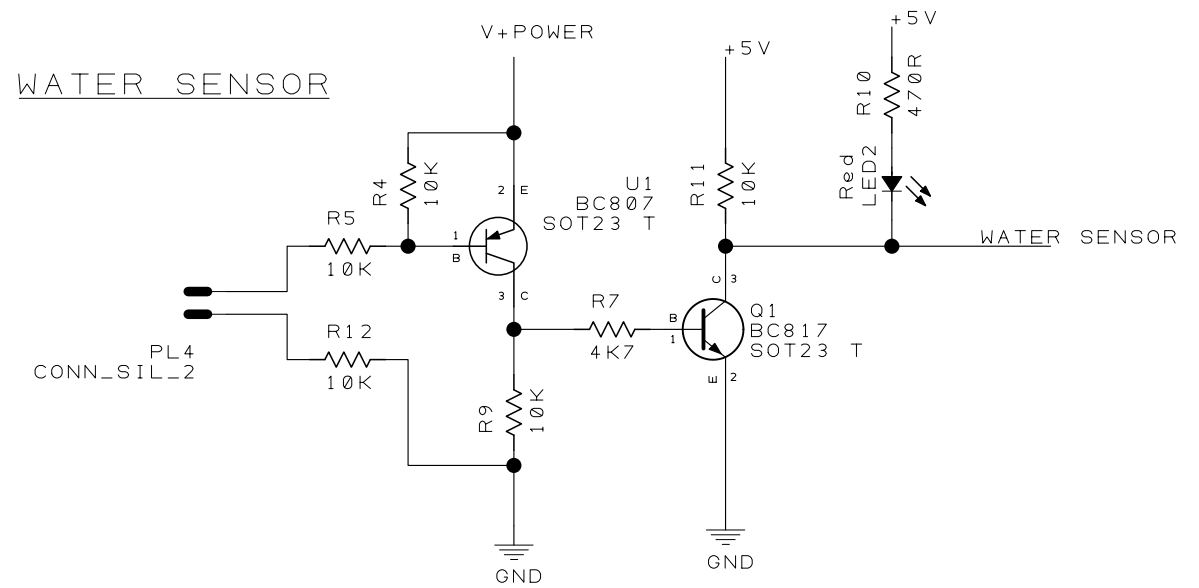 WATER SENSOR
V+POWER
+5V
+5V
R10
470R
Red
LED2
R4
10K
2
E
U1
BC807
SOT23 T
R11
10K
R5
10K
1
B
WATER SENSOR
3
C
C
3
PL4
CONN_SIL_2
R12
10K
R7
4K7
B
1
Q1
BC817
SOT23 T
E
2
R9
10K
GND
GND